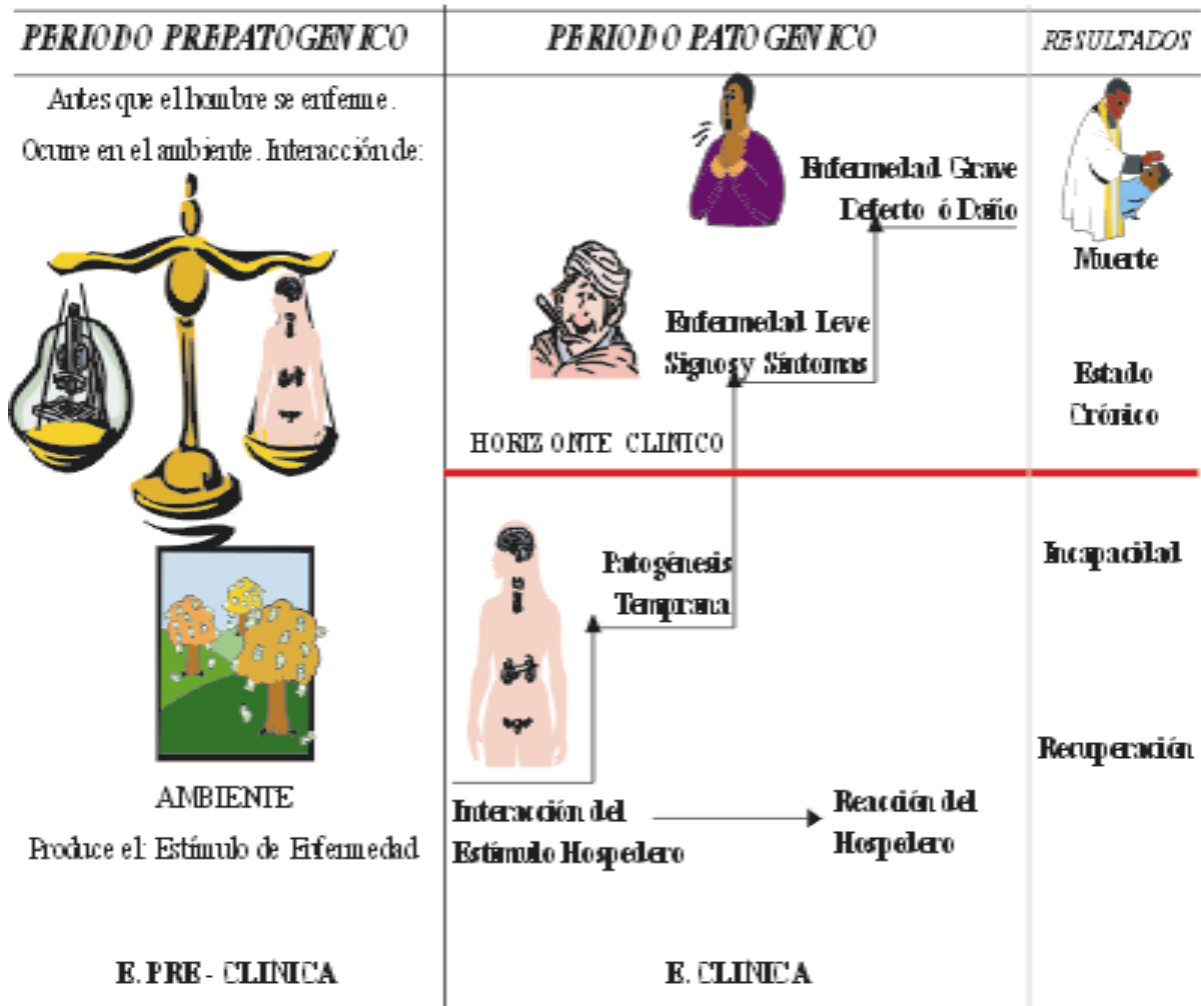 PERIODO PREPATOGENICO
Antes que el hombre se enferme.
Ocurre en el ambiente. Interacción de:
AMBIENTE
Produce el: Estímulo de Enfermedad
E. PRE - CLINICA
PERIODO PATOGENICO
Enfermedad Grave
Defecto ó Daño
Enfermedad Leve
Signos y Síntomas
HORIZONTE CLINICO
Patogénesis
Temprana
Interacción del
Estímulo Hospedero
Reacción del
Hospedero
E. CLINICA
RESULTADOS
Muerte
Estado
Crónico
Incapacidad
Recuperación